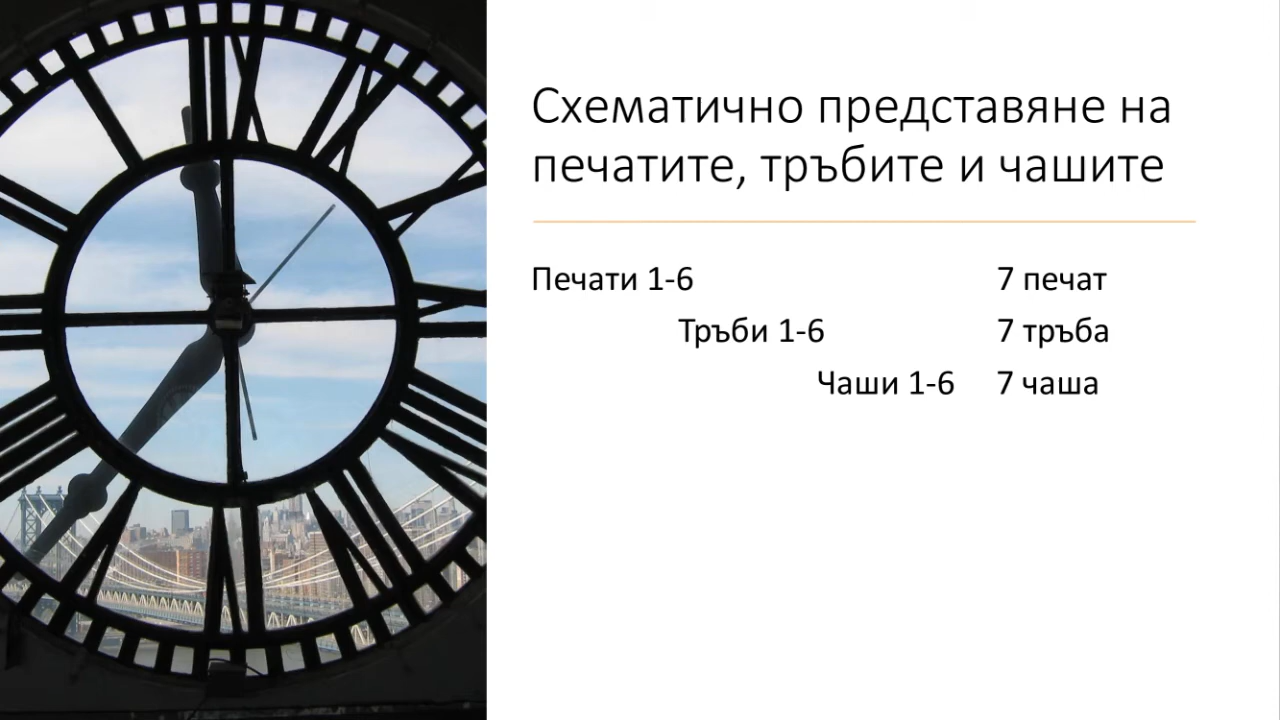 Схематично представяне на
печатите, тръбите и чашите
Печати 1-6 7 печат
Тръби 1-6 7 тръба
Чаши 1-6 7 чаша